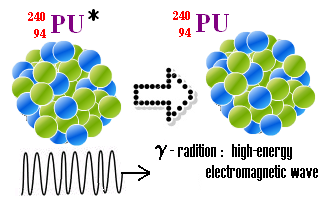 240
94 PU*
240
94 PU
γ - radition : high-energy
electromagnetic wave